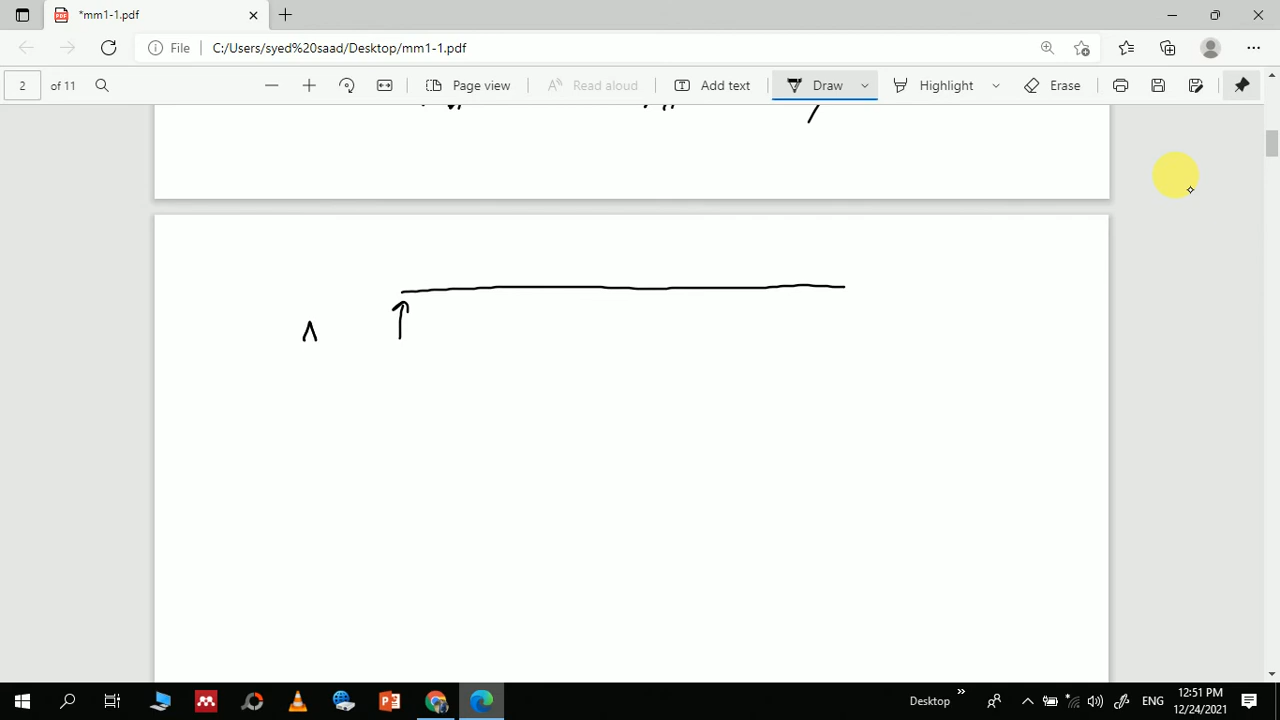 *mm1-1.pdf
File C:/Users/syed%20saad/Desktop/mm1-1.pdf
2 of 11 Page view Read aloud Add text Draw Highlight Erase
Desktop ENG 12:51 PM
12/24/2021